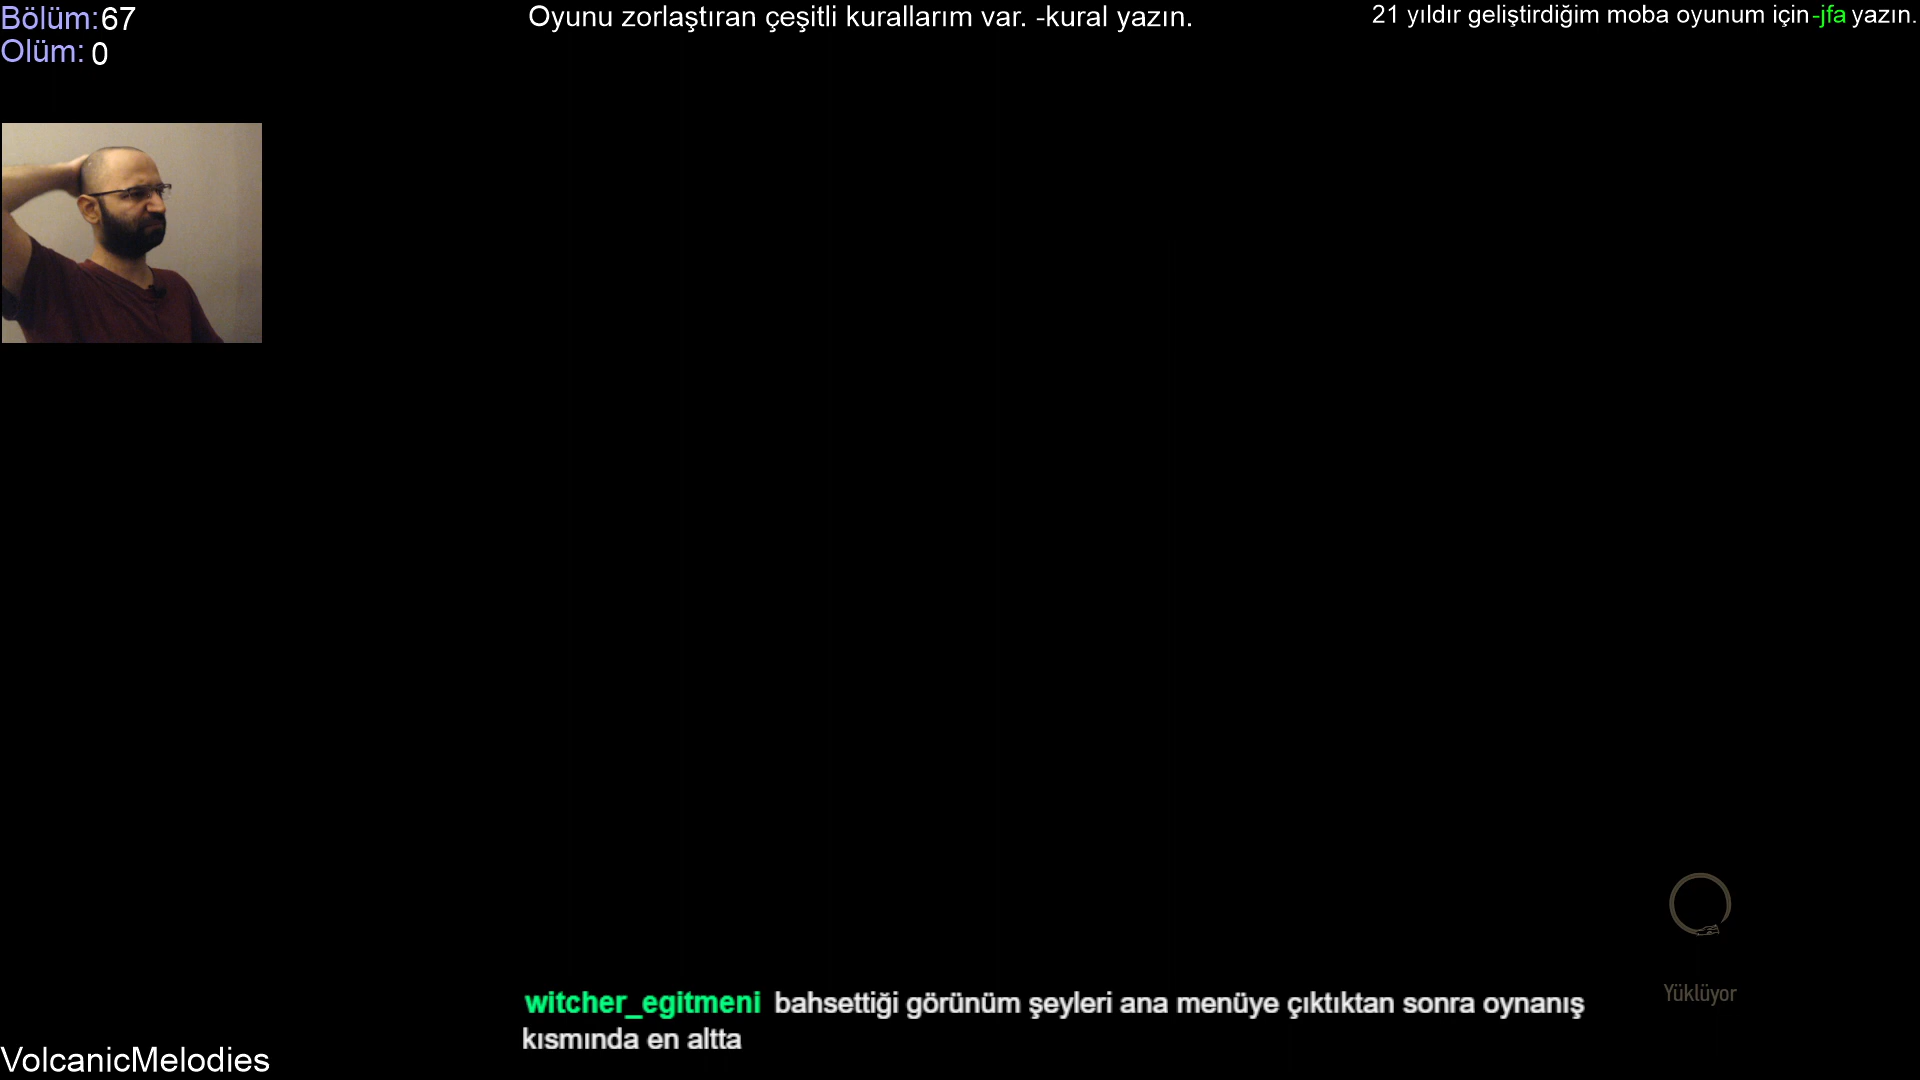 Bölüm:67
Olüm: 0
Oyunu zorlaştıran çeşitli kurallarım var. -kural yazın.
21 yıldır geliştirdiğim moba oyunum için -jfa yazın.
Yüklüyor
witcher_egitmeni bahsettiği görünüm şeyleri ana menüye çıktıktan sonra oynanış
kısmında en altta
VolcanicMelodies